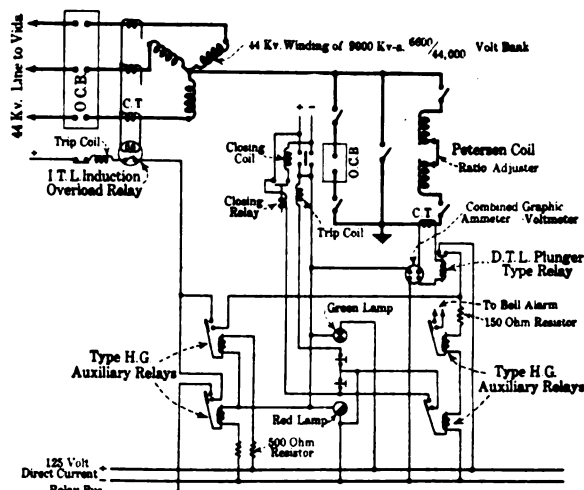 44 Kv. Line to Vida
O.C.B.
C.T
44 Kv. Winding of 9900 Kv-a. 6600/44,000 Volt Bank
Trip Coil
+
M
I.T.L. Induction
Overload Relay
+ -
Closing
Coil
Closing
Relay
Trip Coil
O.C.B.
Petersen Coil
Ratio Adjuster
C.T
Combined Graphic
Ammeter Voltmeter
D.T.L. Plunger
Type Relay
Green Lamp
To Bell Alarm
150 Ohm Resistor
Type H.G.
Auxiliary Relays
Type H.G.
Auxiliary Relays
Red Lamp
500 Ohm
Resistor
125 Volt
Direct Current
Relay Bus
+
-